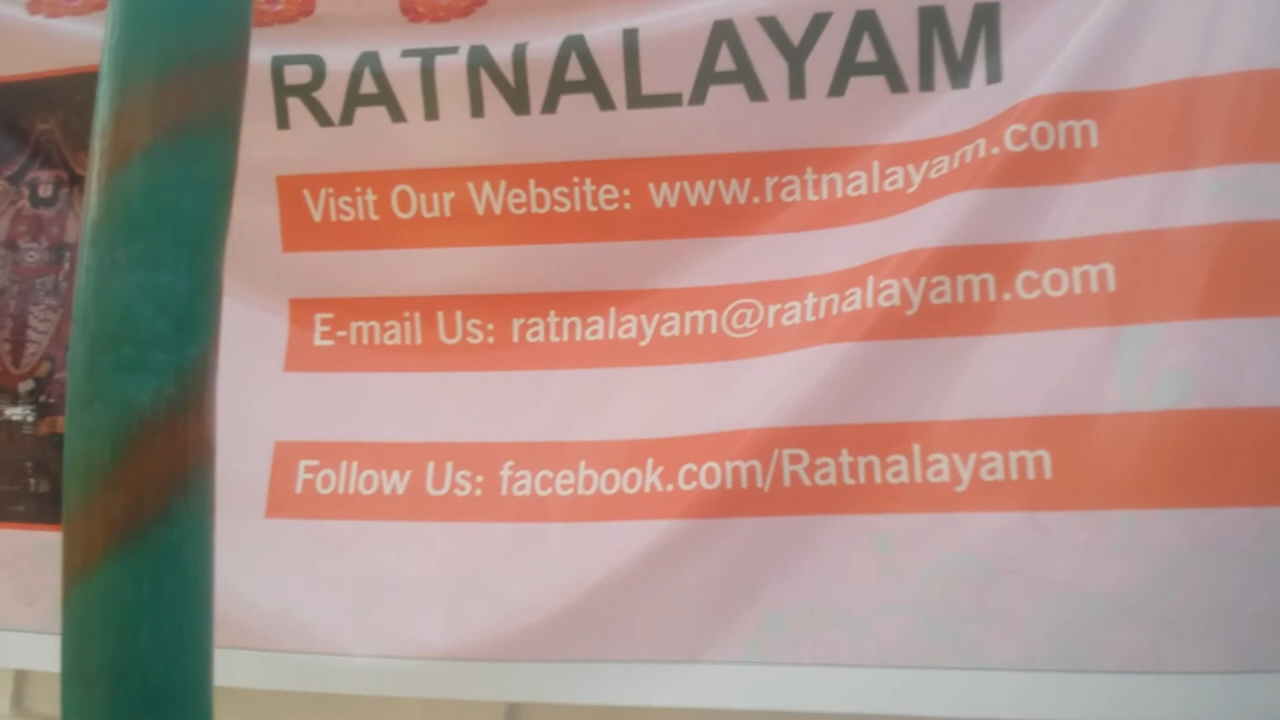 RATNALAYAM
Visit Our Website: www.ratnalayam.com
E-mail Us: ratnalayam@ratnalayam.com
Follow Us: facebook.com/Ratnalayam